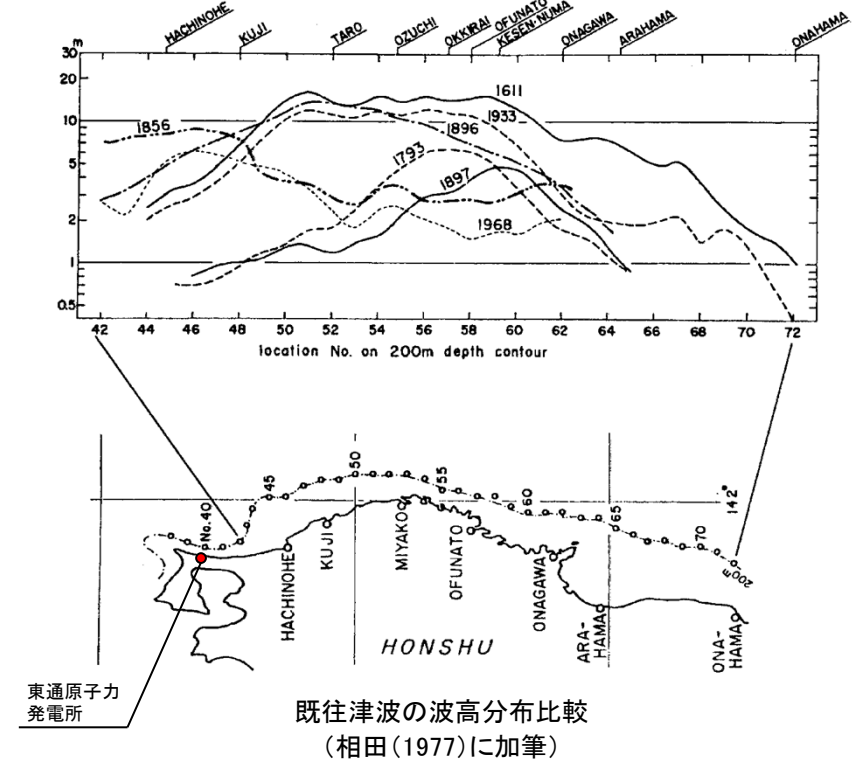 HACHINOHE
KUJI
TARO
OZUCHI
OKKIRAI
OFUNATO
KESEN-NUMA
ONAGAWA
ARAHAMA
ONAHAMA
m
30
20
10
5
2
1
0.5
1611
1856
1933
1896
1793
1897
1968
42 44 46 48 50 52 54 56 58 60 62 64 66 68 70 72
location No. on 200m depth contour
No.40
45
50
55
60
65
70
142°
200m
HACHINOHE
KUJI
MIYAKO
OFUNATO
ONAGAWA
ARA-
HAMA
ONA-
HAMA
HONSHU
東通原子力
発電所
既往津波の波高分布比較
（相田（1977）に加筆）